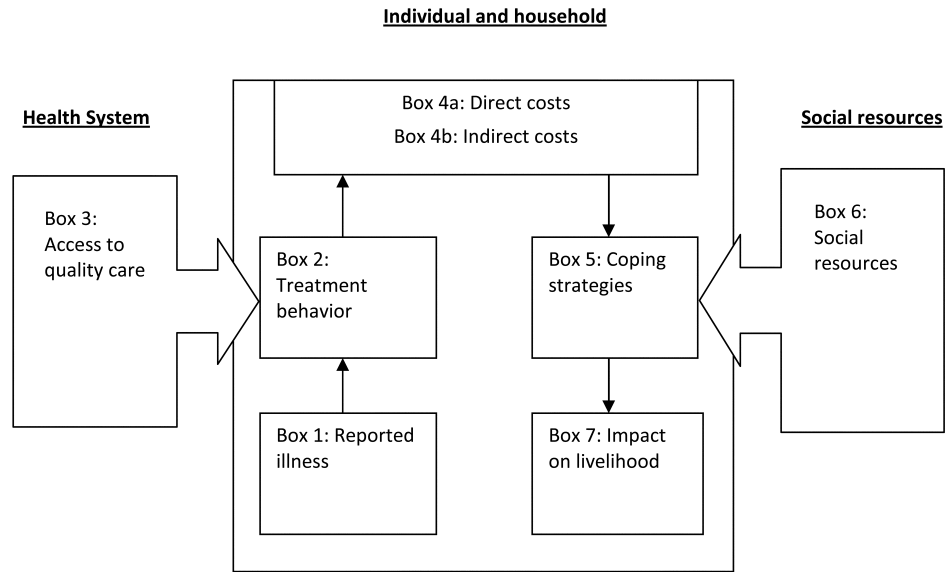 Individual and household
Health System
Social resources
Box 4a: Direct costs
Box 4b: Indirect costs
Box 3:
Access to
quality care
Box 2:
Treatment
behavior
Box 5: Coping
strategies
Box 6:
Social
resources
Box 1: Reported
illness
Box 7: Impact
on livelihood